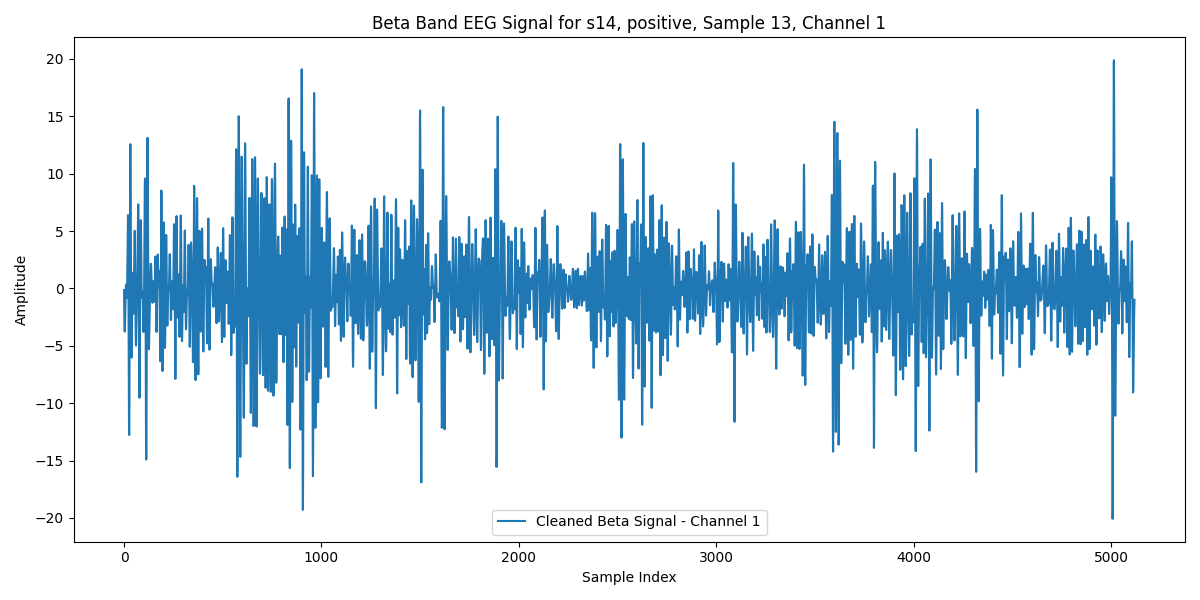 Beta Band EEG Signal for s14, positive, Sample 13, Channel 1
Amplitude
20
15
10
5
0
−5
−10
−15
−20
Cleaned Beta Signal - Channel 1
0 1000 2000 3000 4000 5000
Sample Index